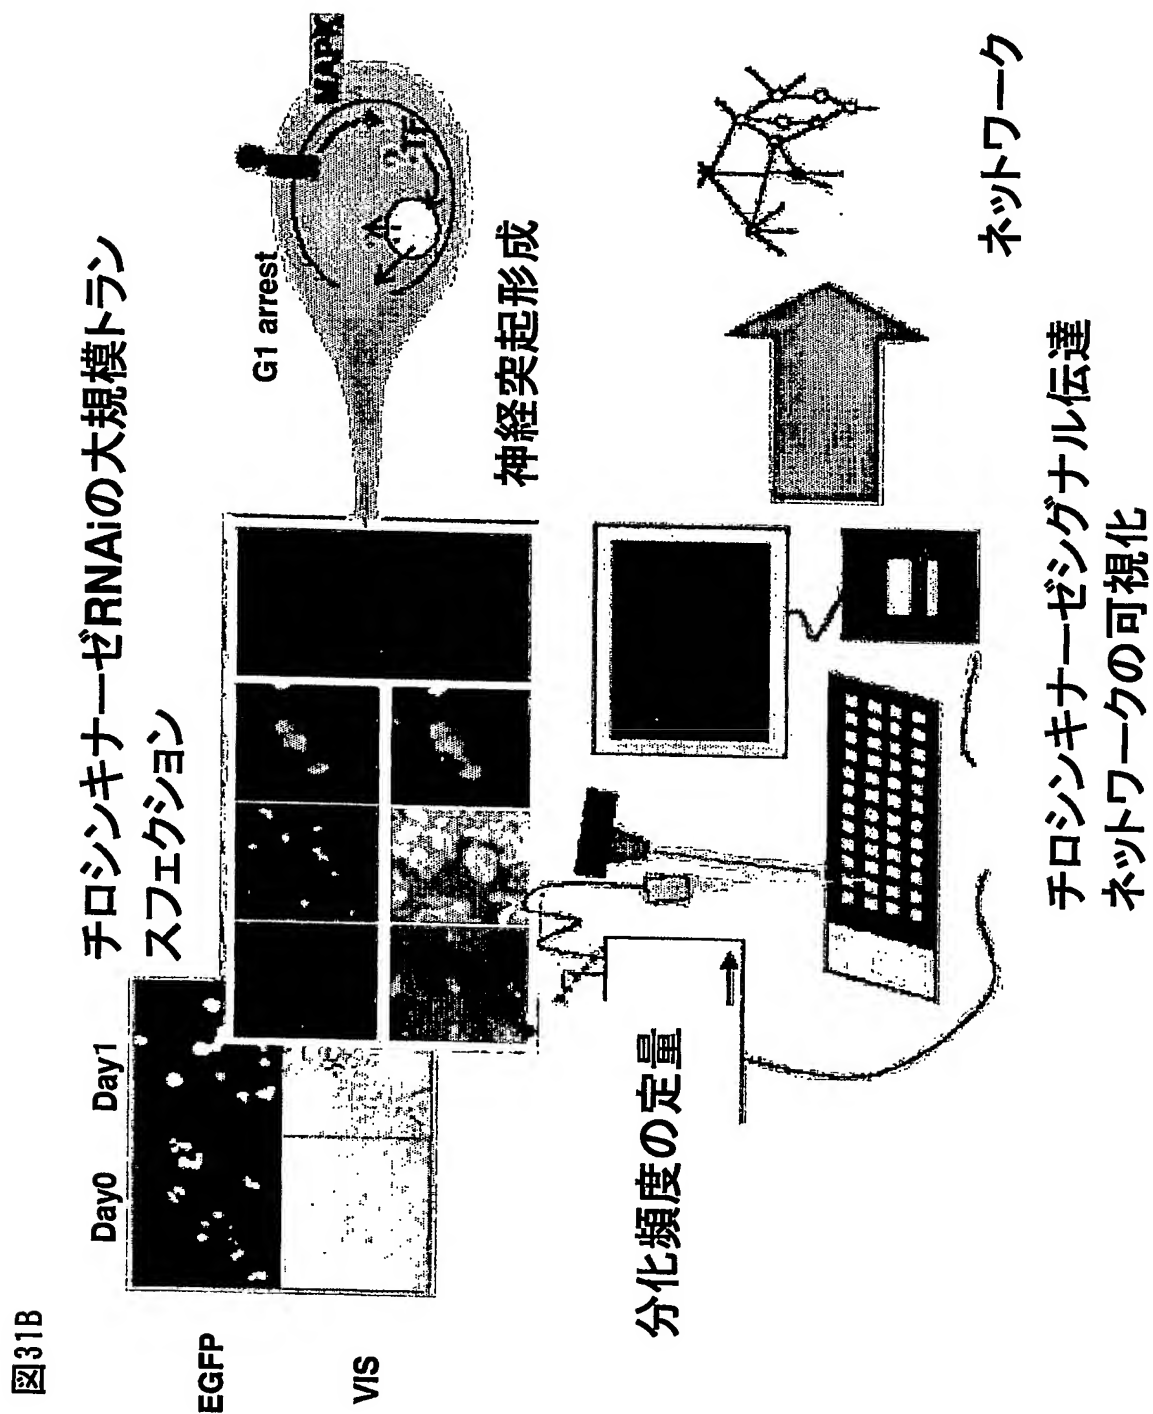 図31B
Day0
Day1
EGFP
VIS
チロシンキナーゼRNAiの大規模トラン
スフェクション
G1 arrest
MAPK
?
TF
神経突起形成
分化頻度の定量
ネットワーク
チロシンキナーゼシグナル伝達
ネットワークの可視化